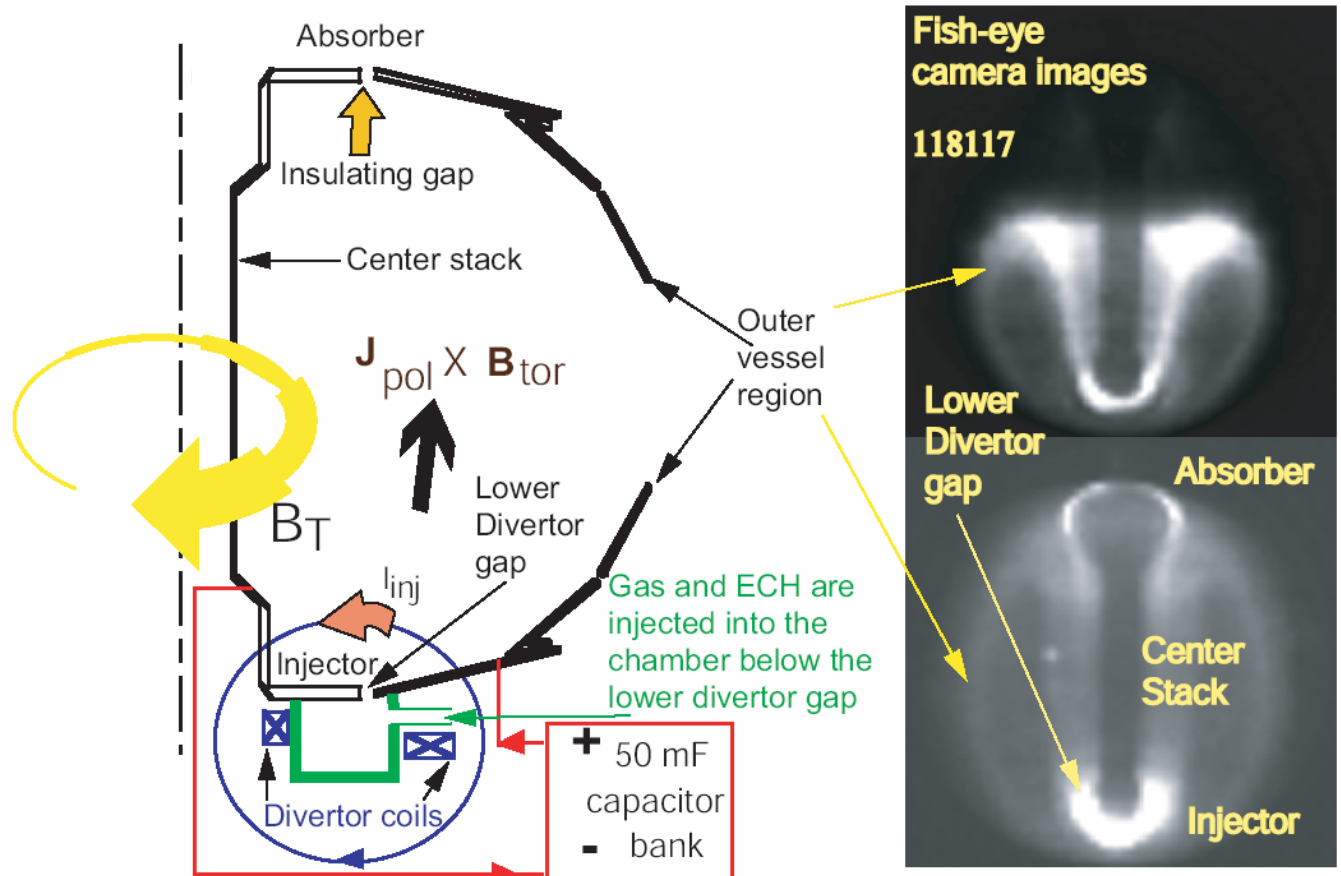 Absorber
Insulating gap
Center stack
Outer
vessel
region
J pol X B tor
Lower
Divertor
gap
B T
I inj
Injector
Gas and ECH are
injected into the
chamber below the
lower divertor gap
Divertor coils
+ 50 mF
capacitor
- bank
Fish-eye
camera images
118117
Lower
Divertor
gap
Absorber
Center
Stack
Injector